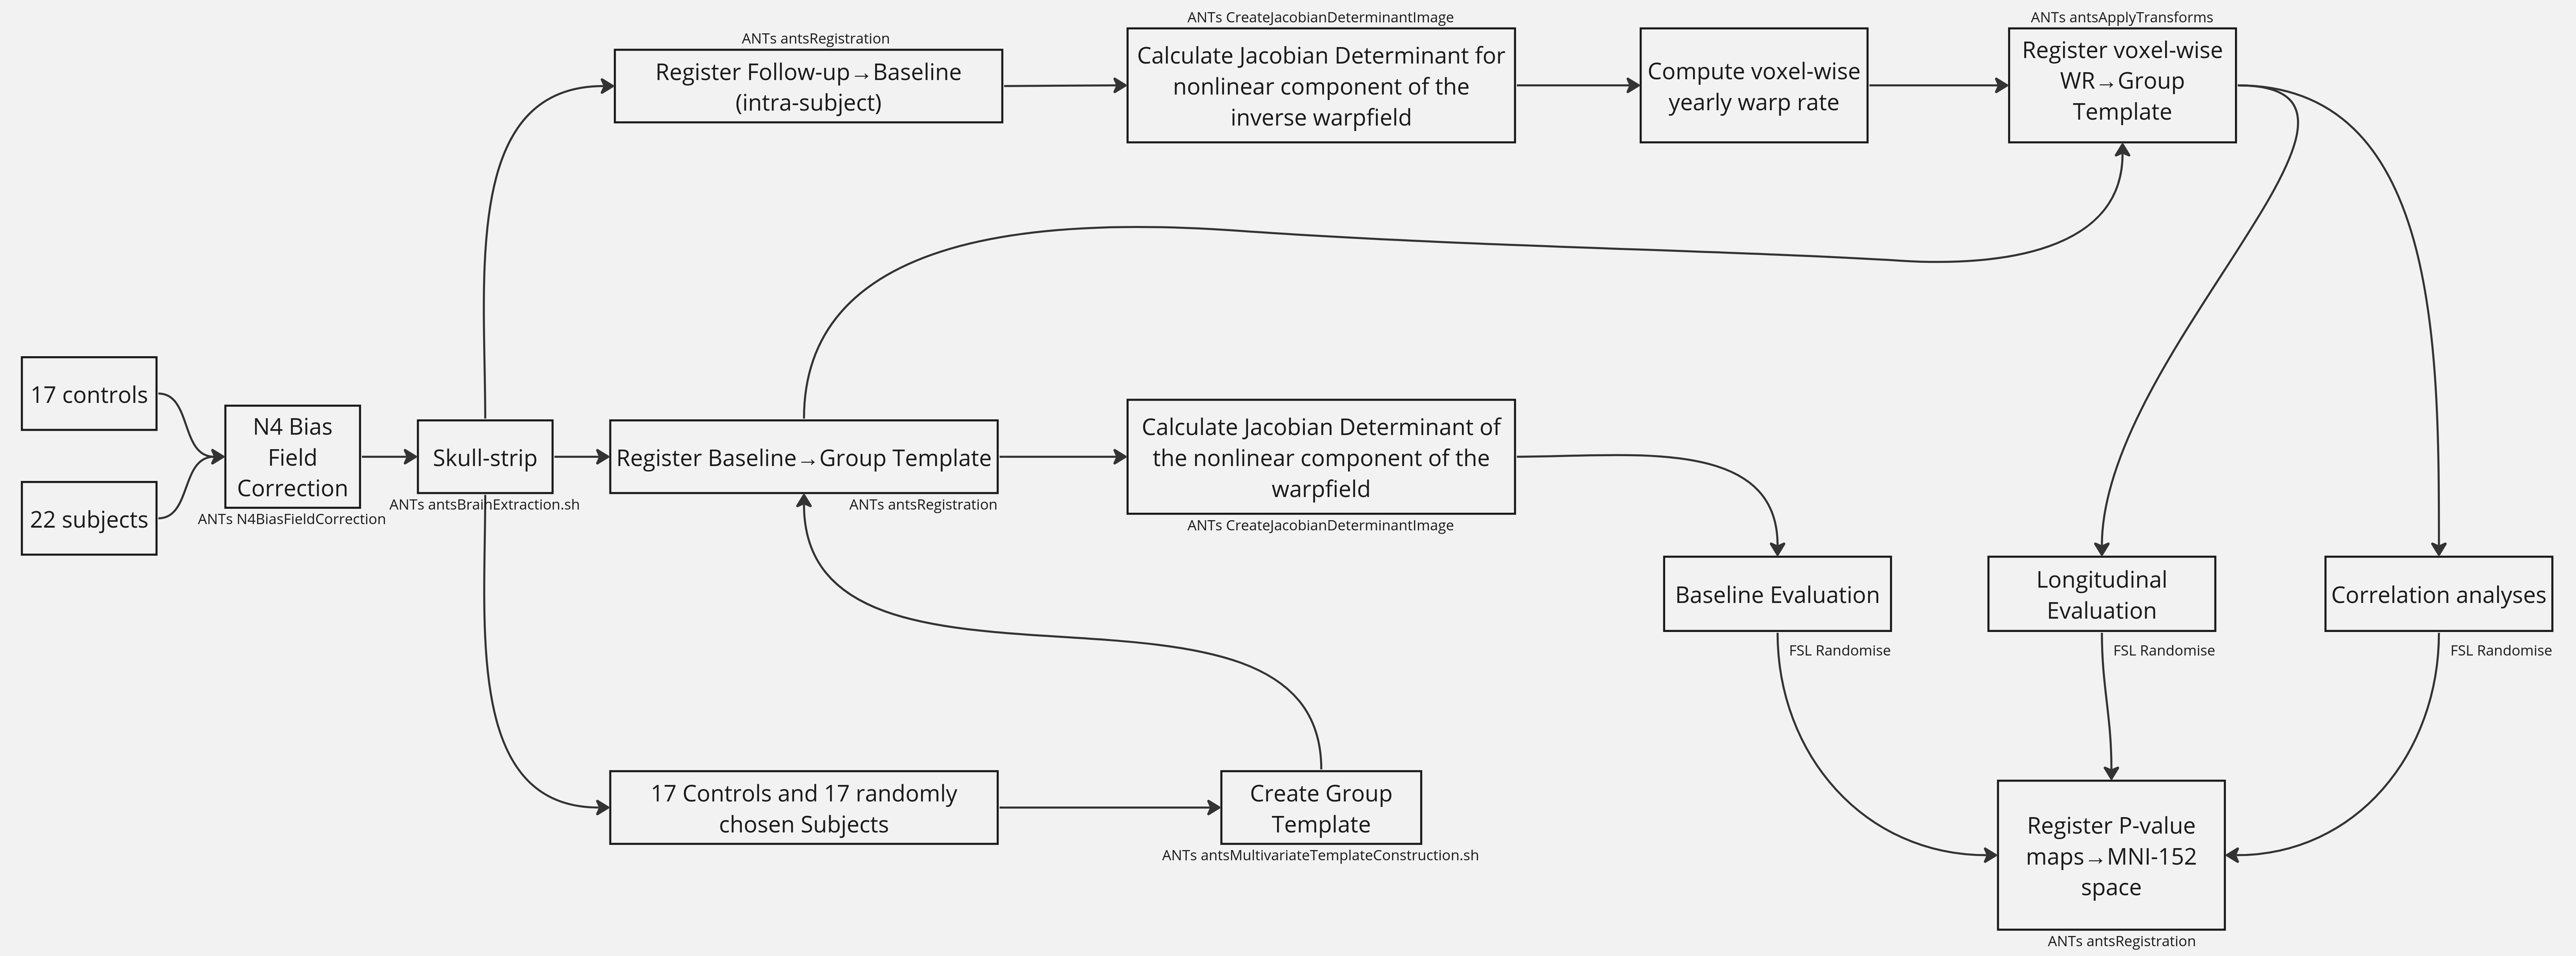 ANTs antsRegistration
Register Follow-up→Baseline
(intra-subject)
ANTs CreateJacobianDeterminantImage
Calculate Jacobian Determinant for
nonlinear component of the
inverse warpfield
Compute voxel-wise
yearly warp rate
ANTs antsApplyTransforms
Register voxel-wise
WR→Group
Template
17 controls
22 subjects
N4 Bias
Field
Correction
ANTs N4BiasFieldCorrection
Skull-strip
ANTs antsBrainExtraction.sh
Register Baseline→Group Template
ANTs antsRegistration
Calculate Jacobian Determinant of
the nonlinear component of the
warpfield
ANTs CreateJacobianDeterminantImage
Baseline Evaluation
FSL Randomise
Longitudinal
Evaluation
FSL Randomise
Correlation analyses
FSL Randomise
17 Controls and 17 randomly
chosen Subjects
Create Group
Template
ANTs antsMultivariateTemplateConstruction.sh
Register P-value
maps→MNI-152
space
ANTs antsRegistration